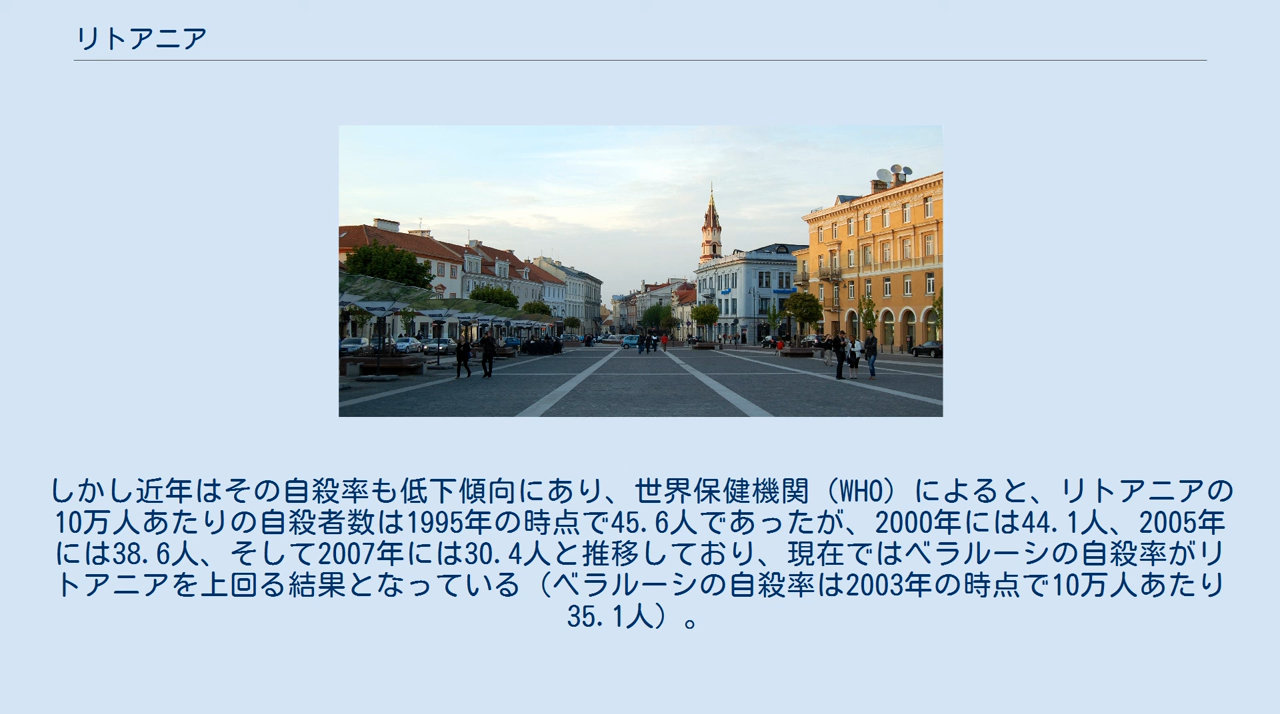 リトアニア
しかし近年はその自殺率も低下傾向にあり、世界保健機関（WHO）によると、リトアニアの
10万人あたりの自殺者数は1995年の時点で45.6人であったが、2000年には44.1人、2005年
には38.6人、そして2007年には30.4人と推移しており、現在ではベラルーシの自殺率がリ
トアニアを上回る結果となっている（ベラルーシの自殺率は2003年の時点で10万人あたり
35.1人）。